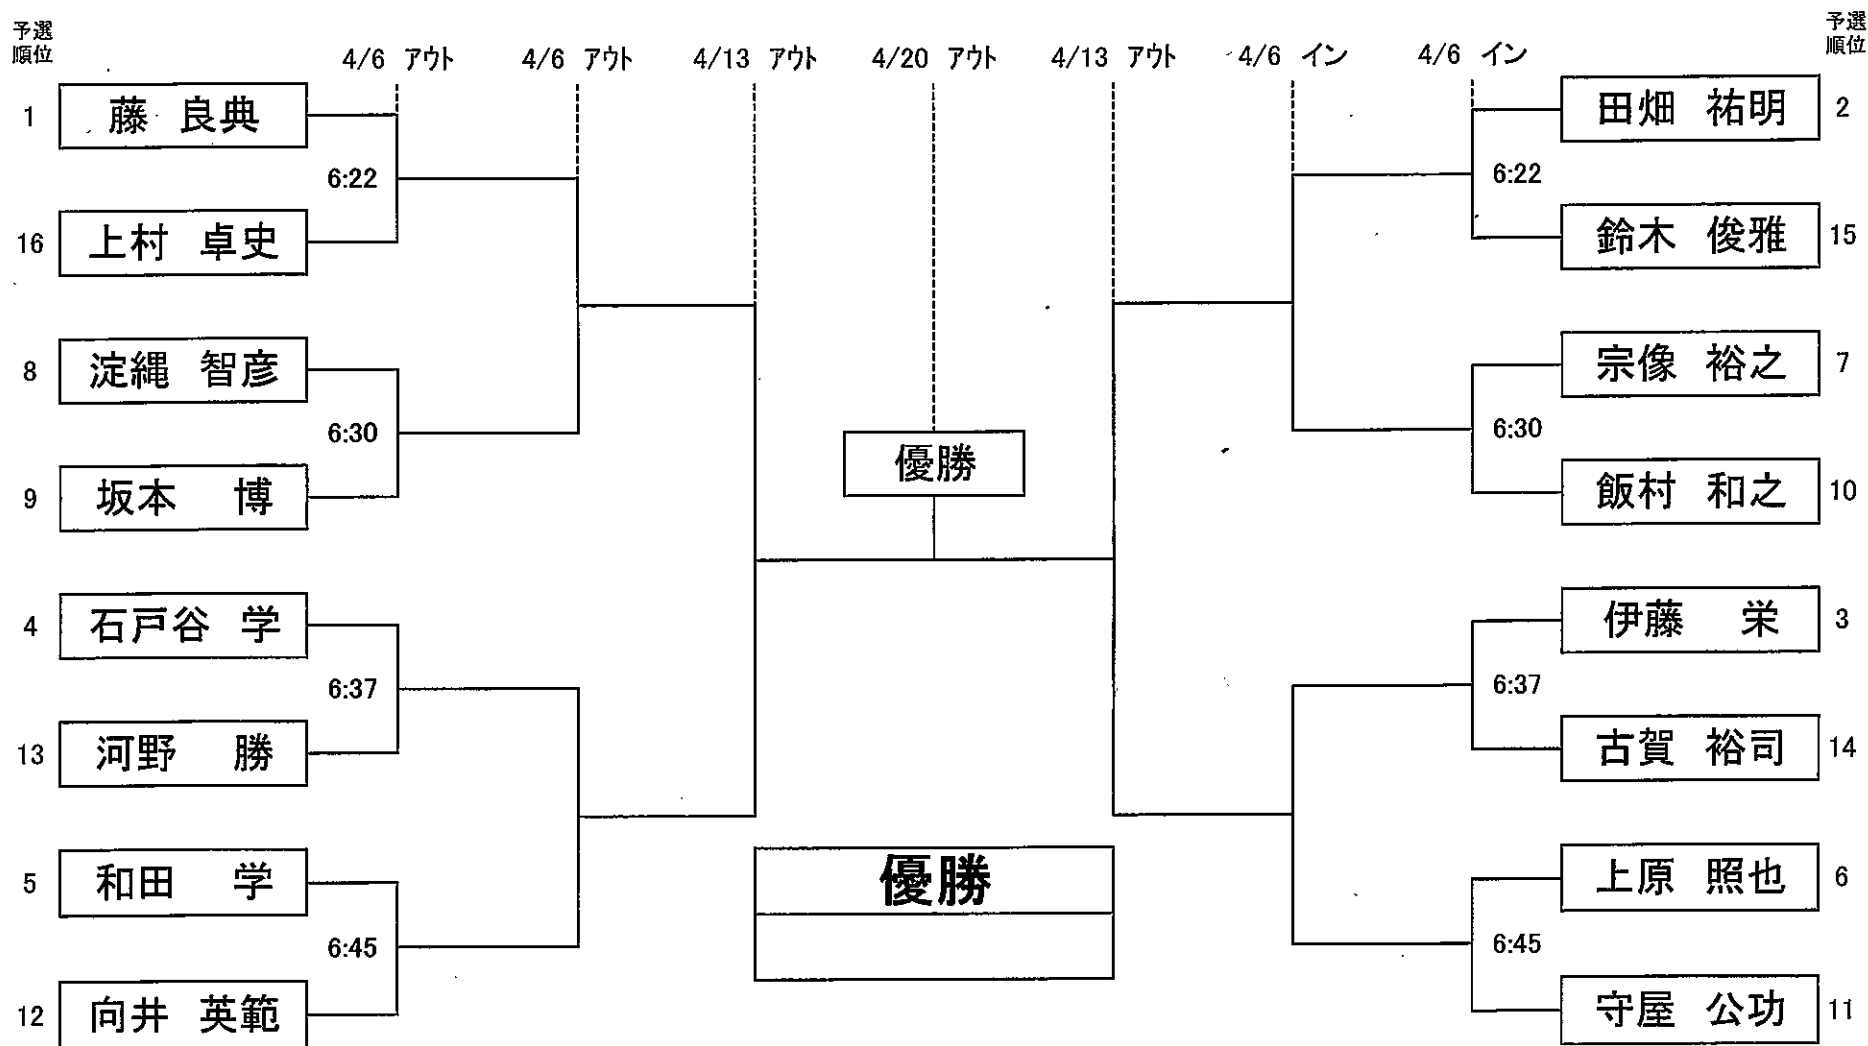 予選
順位
4/6 アウト 4/6 アウト 4/13 アウト 4/20 アウト 4/13 アウト 4/6 イン 4/6 イン
予選
順位
1 藤 良典
6:22
16 上村 卓史
8 淀縄 智彦
6:30
9 坂本 博
4 石戸谷 学
6:37
13 河野 勝
5 和田 学
6:45
12 向井 英範
優勝
優勝
田畑 祐明 2
6:22
鈴木 俊雅 15
宗像 裕之 7
6:30
飯村 和之 10
伊藤 栄 3
6:37
古賀 裕司 14
上原 照也 6
6:45
守屋 公功 11